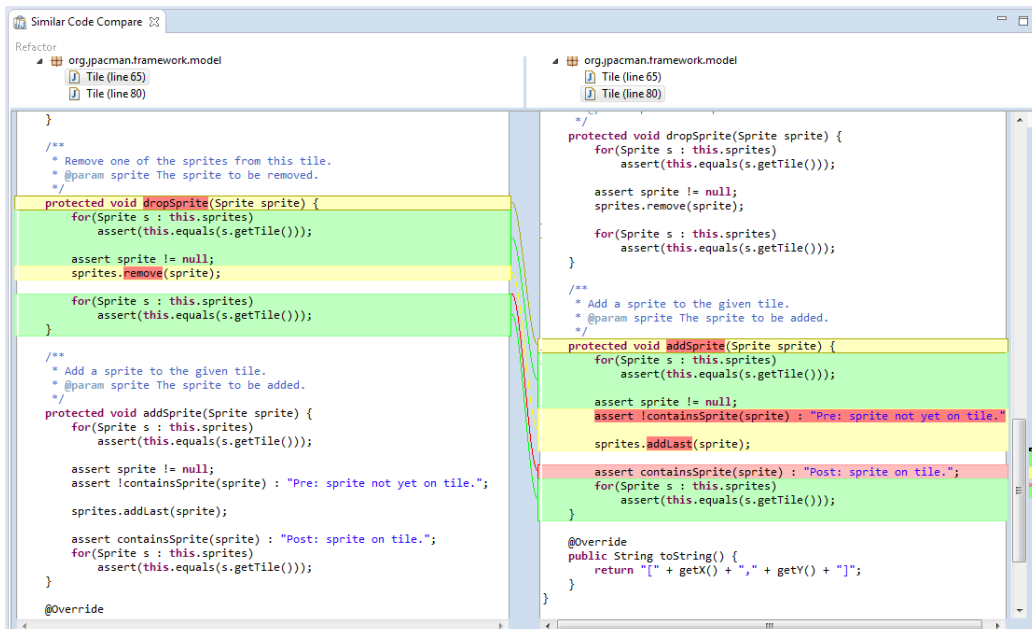 Similar Code Compare
Refactor
org.jpacman.framework.model
Tile (line 65)
Tile (line 80)
}
/**
* Remove one of the sprites from this tile.
* @param sprite The sprite to be removed.
*/
protected void dropSprite(Sprite sprite) {
for(Sprite s : this.sprites)
assert(this.equals(s.getTile()));
assert sprite != null;
sprites.remove(sprite);
for(Sprite s : this.sprites)
assert(this.equals(s.getTile()));
}
/**
* Add a sprite to the given tile.
* @param sprite The sprite to be added.
*/
protected void addSprite(Sprite sprite) {
for(Sprite s : this.sprites)
assert(this.equals(s.getTile()));
assert sprite != null;
assert !containsSprite(sprite) : "Pre: sprite not yet on tile.";
sprites.addLast(sprite);
assert containsSprite(sprite) : "Post: sprite on tile.";
for(Sprite s : this.sprites)
assert(this.equals(s.getTile()));
}
@Override
org.jpacman.framework.model
Tile (line 65)
Tile (line 80)
*/
protected void dropSprite(Sprite sprite) {
for(Sprite s : this.sprites)
assert(this.equals(s.getTile()));
assert sprite != null;
sprites.remove(sprite);
for(Sprite s : this.sprites)
assert(this.equals(s.getTile()));
}
/**
* Add a sprite to the given tile.
* @param sprite The sprite to be added.
*/
protected void addSprite(Sprite sprite) {
for(Sprite s : this.sprites)
assert(this.equals(s.getTile()));
assert sprite != null;
assert !containsSprite(sprite) : "Pre: sprite not yet on tile."
sprites.addLast(sprite);
assert containsSprite(sprite) : "Post: sprite on tile.";
for(Sprite s : this.sprites)
assert(this.equals(s.getTile()));
}
@Override
public String toString() {
return "[" + getX() + "," + getY() + "]";
}
}